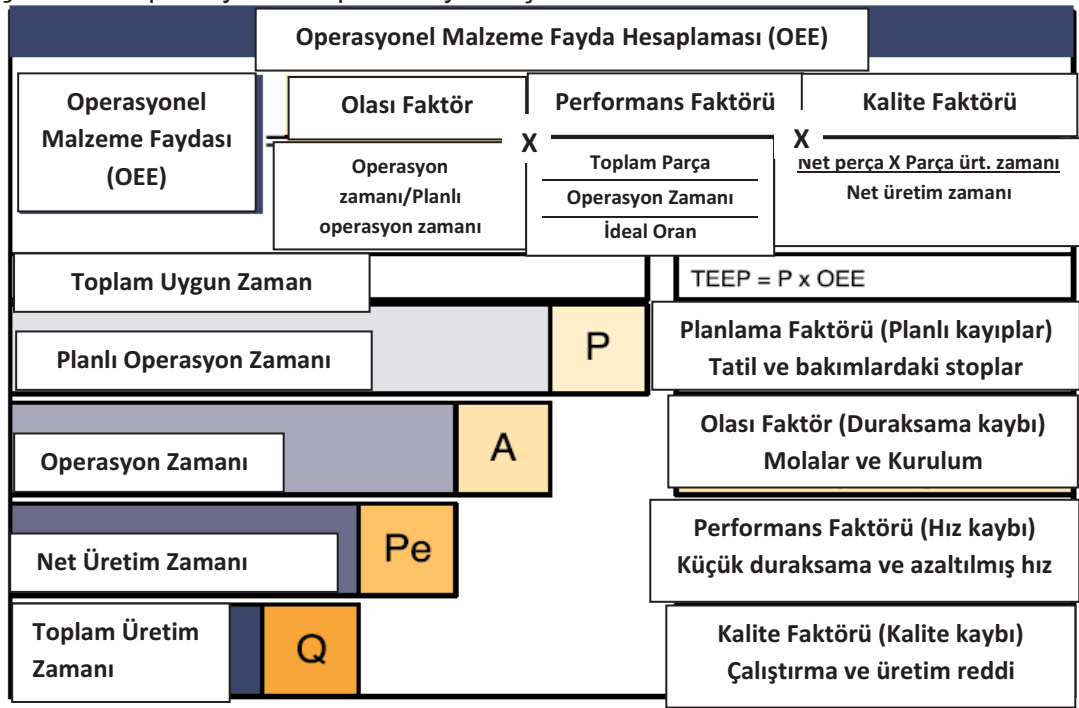 Operasyonel Malzeme Fayda Hesaplaması (OEE)
Operasyonel
Malzeme Faydası
(OEE)
Olası Faktör
Operasyon
zamanı/Planlı
operasyon zamanı
X
Performans Faktörü
Toplam Parça
Operasyon Zamanı
İdeal Oran
X
Kalite Faktörü
Net perça X Parça ürt. zamanı
Net üretim zamanı
Toplam Uygun Zaman
TEEP = P x OEE
Planlı Operasyon Zamanı
P
Planlama Faktörü (Planlı kayıplar)
Tatil ve bakımlardaki stoplar
Operasyon Zamanı
A
Olası Faktör (Duraksama kaybı)
Molalar ve Kurulum
Net Üretim Zamanı
Pe
Performans Faktörü (Hız kaybı)
Küçük duraksama ve azaltılmış hız
Toplam Üretim
Zamanı
Q
Kalite Faktörü (Kalite kaybı)
Çalıştırma ve üretim reddi